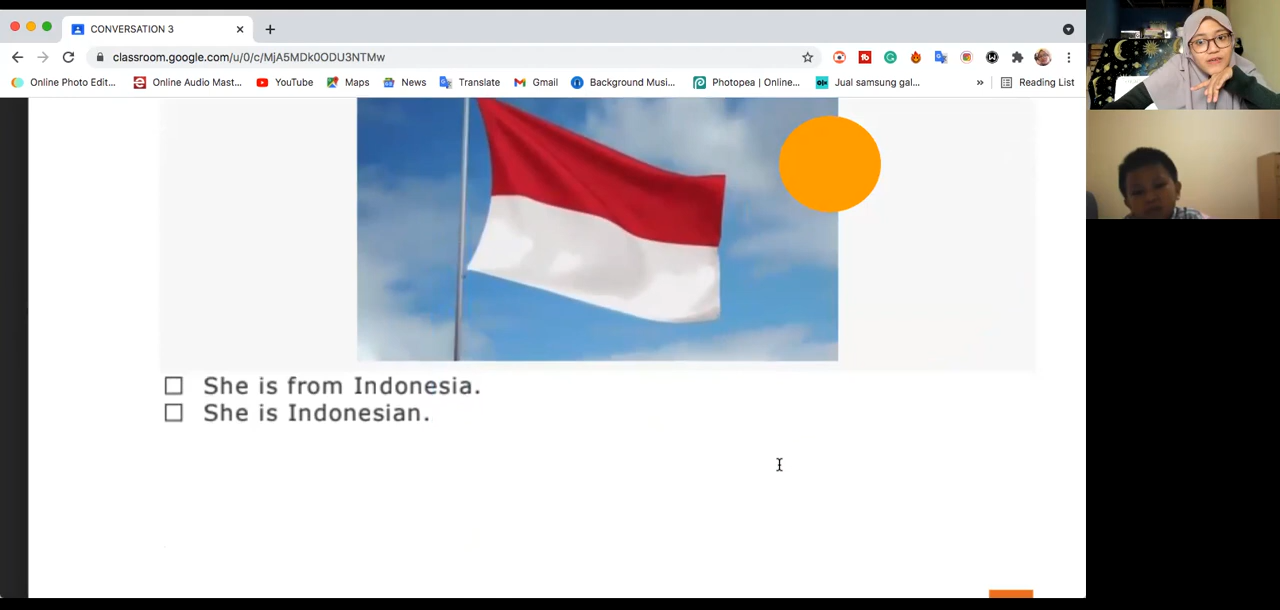 CONVERSATION 3
classroom.google.com/u/0/c/MjA5MDk0ODU3NTMw
Online Photo Edit... Online Audio Mast... YouTube Maps News Translate Gmail Background Musi... Photopea | Online... Jual samsung gal... » Reading List
She is from Indonesia.
She is Indonesian.